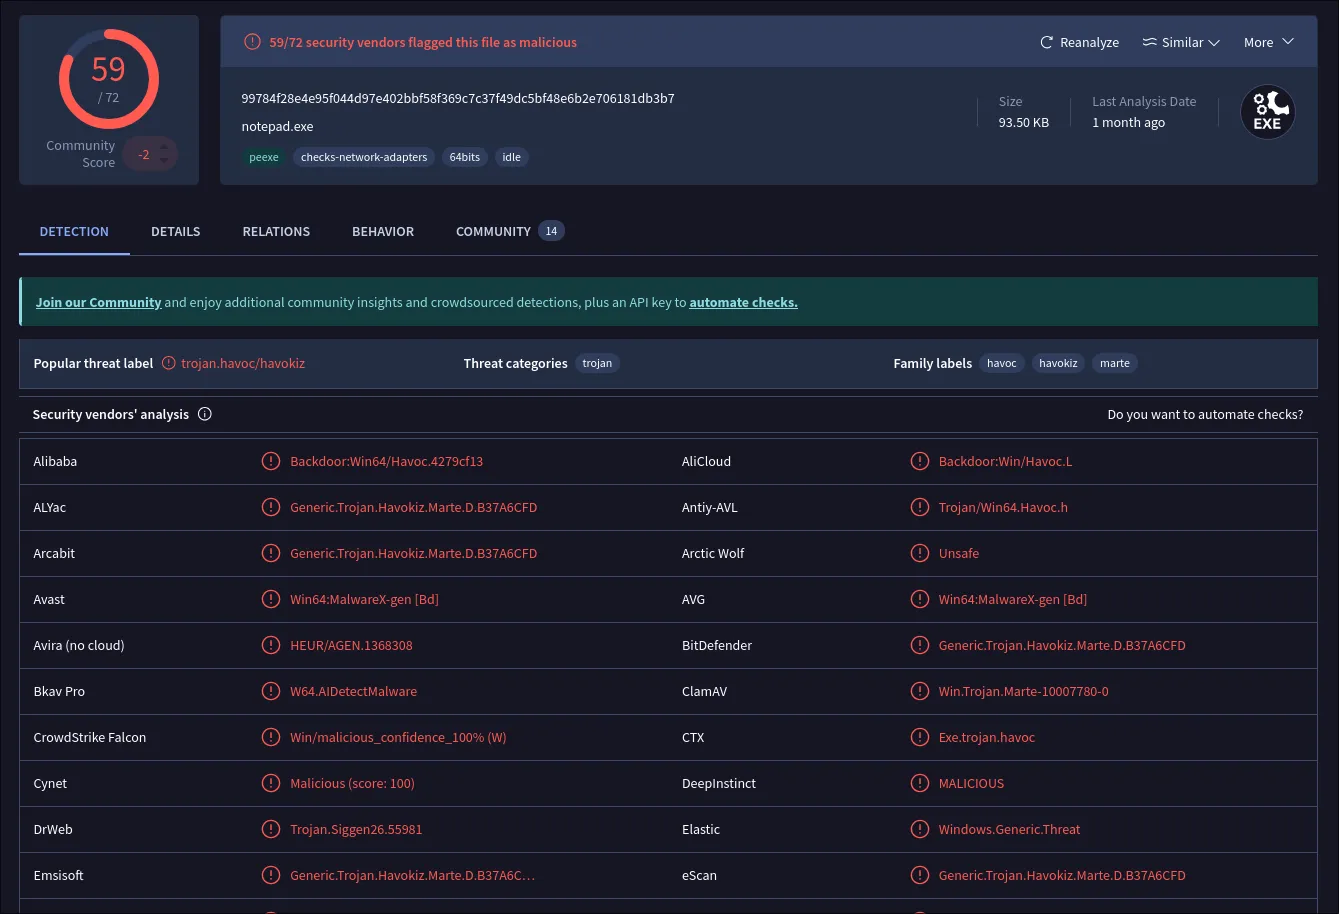 59
/ 72
Community Score
-2
59/72 security vendors flagged this file as malicious
Reanalyze
Similar
More
99784f28e4e95f044d97e402bbf58f369c7c37f49dc5bf48e6b2e706181db3b7
notepad.exe
peexe checks-network-adapters 64bits idle
Size
93.50 KB
Last Analysis Date
1 month ago
EXE
DETECTION DETAILS RELATIONS BEHAVIOR COMMUNITY 14
Join our Community and enjoy additional community insights and crowdsourced detections, plus an API key to automate checks.
Popular threat label trojan.havoc/havokiz Threat categories trojan Family labels havoc havokiz marte
Security vendors' analysis Do you want to automate checks?
Alibaba Backdoor:Win64/Havoc.4279cf13 AliCloud Backdoor:Win/Havoc.L
ALYac Generic.Trojan.Havokiz.Marte.D.B37A6CFD Antiy-AVL Trojan/Win64.Havoc.h
Arcabit Generic.Trojan.Havokiz.Marte.D.B37A6CFD Arctic Wolf Unsafe
Avast Win64:MalwareX-gen [Bd] AVG Win64:MalwareX-gen [Bd]
Avira (no cloud) HEUR/AGEN.1368308 BitDefender Generic.Trojan.Havokiz.Marte.D.B37A6CFD
Bkav Pro W64.AIDetectMalware ClamAV Win.Trojan.Marte-10007780-0
CrowdStrike Falcon Win/malicious_confidence_100% (W) CTX Exe.trojan.havoc
Cynet Malicious (score: 100) DeepInstinct MALICIOUS
DrWeb Trojan.Siggen26.55981 Elastic Windows.Generic.Threat
Emsisoft Generic.Trojan.Havokiz.Marte.D.B37A6C… eScan Generic.Trojan.Havokiz.Marte.D.B37A6CFD